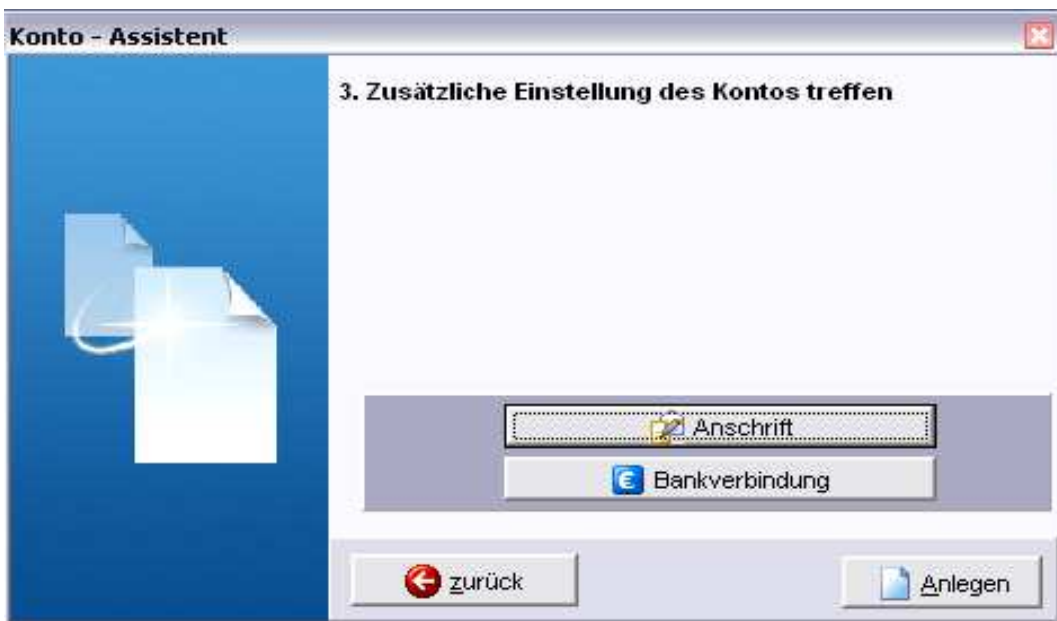 Konto - Assistent
3. Zusätzliche Einstellung des Kontos treffen
Anschrift
€ Bankverbindung
zurück
Anlegen